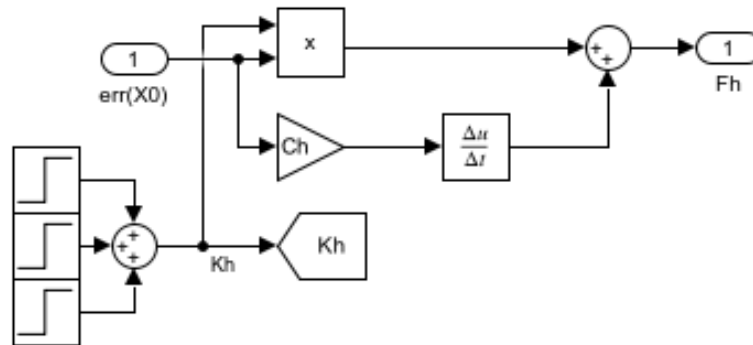 1
err(X0)
x
+
+
1
Fh
Ch
Δu
Δt
+
+
+
Kh
Kh